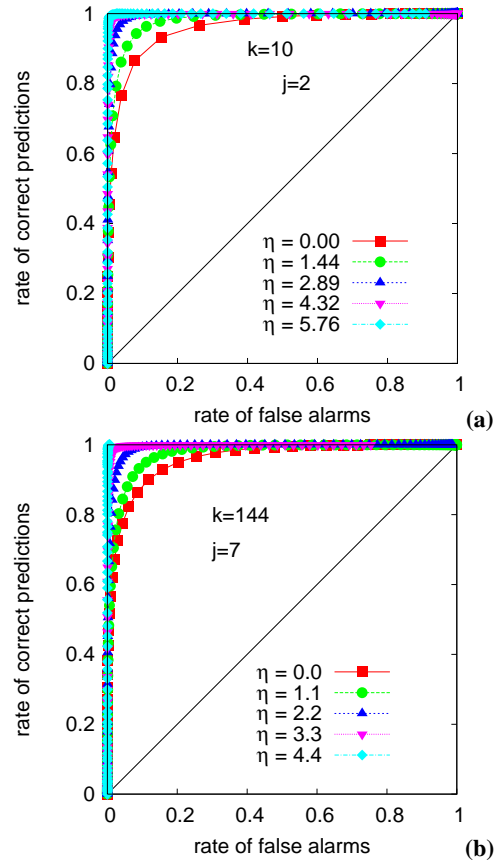 1
0.8
0.6
0.4
0.2
0
rate of correct predictions
k=10
j=2
η = 0.00
η = 1.44
η = 2.89
η = 4.32
η = 5.76
0 0.2 0.4 0.6 0.8 1
rate of false alarms
(a)
1
0.8
0.6
0.4
0.2
0
rate of correct predictions
k=144
j=7
η = 0.0
η = 1.1
η = 2.2
η = 3.3
η = 4.4
0 0.2 0.4 0.6 0.8 1
rate of false alarms
(b)